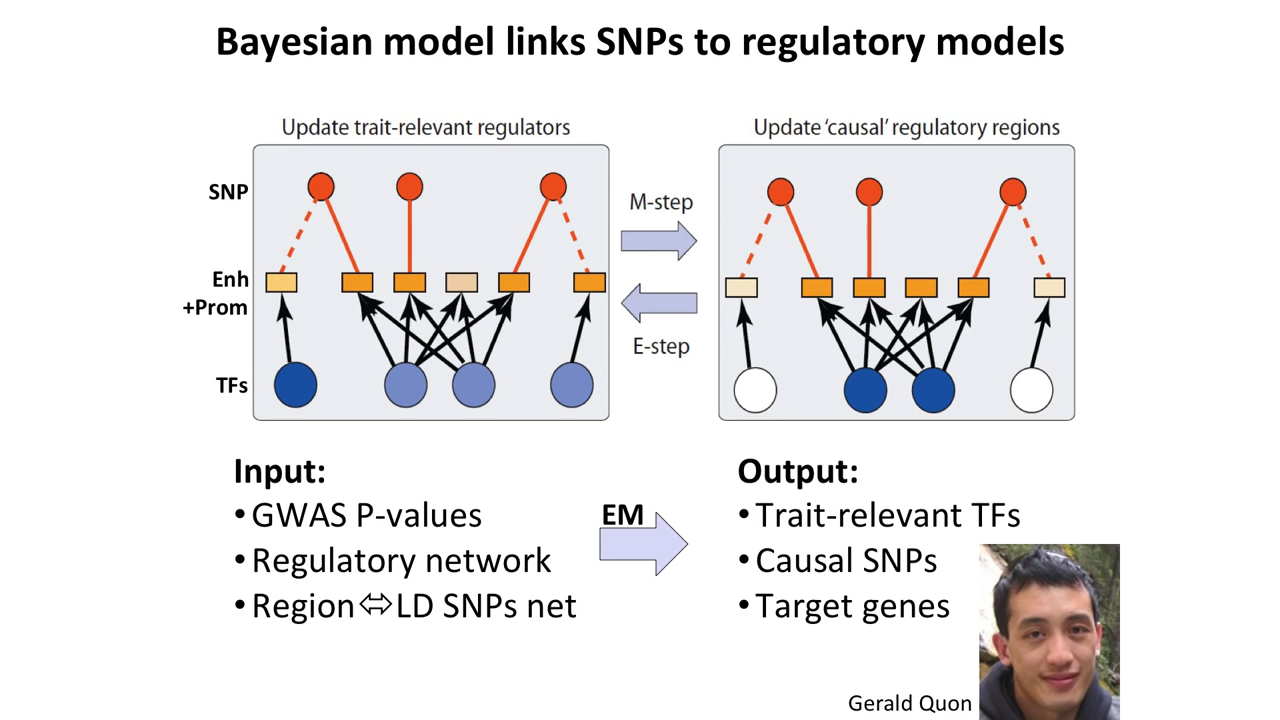 Bayesian model links SNPs to regulatory models
Update trait-relevant regulators
Update ‘causal’ regulatory regions
SNP
M-step
Enh
+Prom
E-step
TFs
Input:
• GWAS P-values
• Regulatory network
• Region⇔LD SNPs net
EM
Output:
• Trait-relevant TFs
• Causal SNPs
• Target genes
Gerald Quon